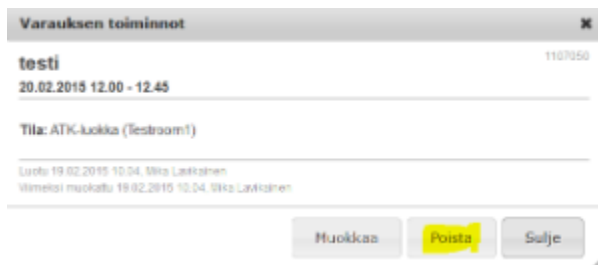 Varauksen toiminnot
testi 1107050
20.02.2015 12.00 - 12.45
Tila: ATK-luokka (Testroom1)
Luotu 19.02.2015 10.04, Mika Lavikainen
Viimeksi muokattu 19.02.2015 10.04, Mika Lavikainen
Muokkaa Poista Sulje